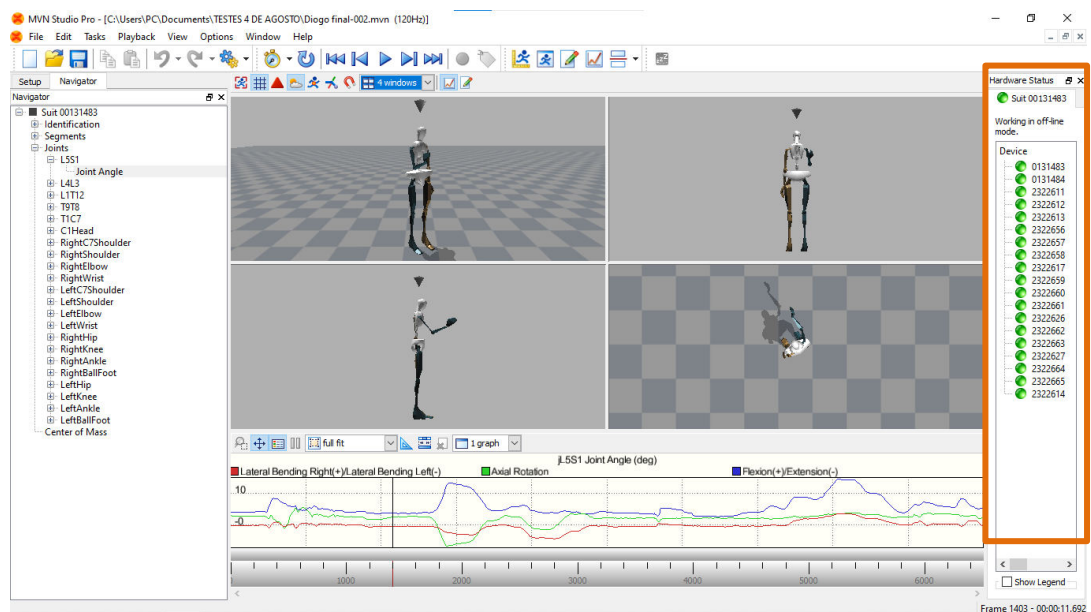 MVN Studio Pro - [C:\Users\PC\Documents\TESTES 4 DE AGOSTO\Diogo final-002.mvn (120Hz)]
File Edit Tasks Playback View Options Window Help
4 windows
Setup Navigator
Navigator
Suit 00131483
Identification
Segments
Joints
L5S1
Joint Angle
L4L3
L1T12
T9T8
T1C7
C1Head
RightC7Shoulder
RightShoulder
RightElbow
RightWrist
LeftC7Shoulder
LeftShoulder
LeftElbow
LeftWrist
RightHip
RightKnee
RightAnkle
RightBallFoot
LeftHip
LeftKnee
LeftAnkle
LeftBallFoot
Center of Mass
full fit
1 graph
jL5S1 Joint Angle (deg)
Lateral Bending Right(+)/Lateral Bending Left(-) Axial Rotation Flexion(+)/Extension(-)
10
-0
1000 2000 3000 4000 5000 6000
Hardware Status
Suit 00131483
Working in off-line
mode.
Device
0131483
0131484
2322611
2322612
2322613
2322656
2322657
2322658
2322617
2322659
2322660
2322661
2322626
2322662
2322663
2322627
2322664
2322665
2322614
Show Legend
Frame 1403 - 00:00:11.692